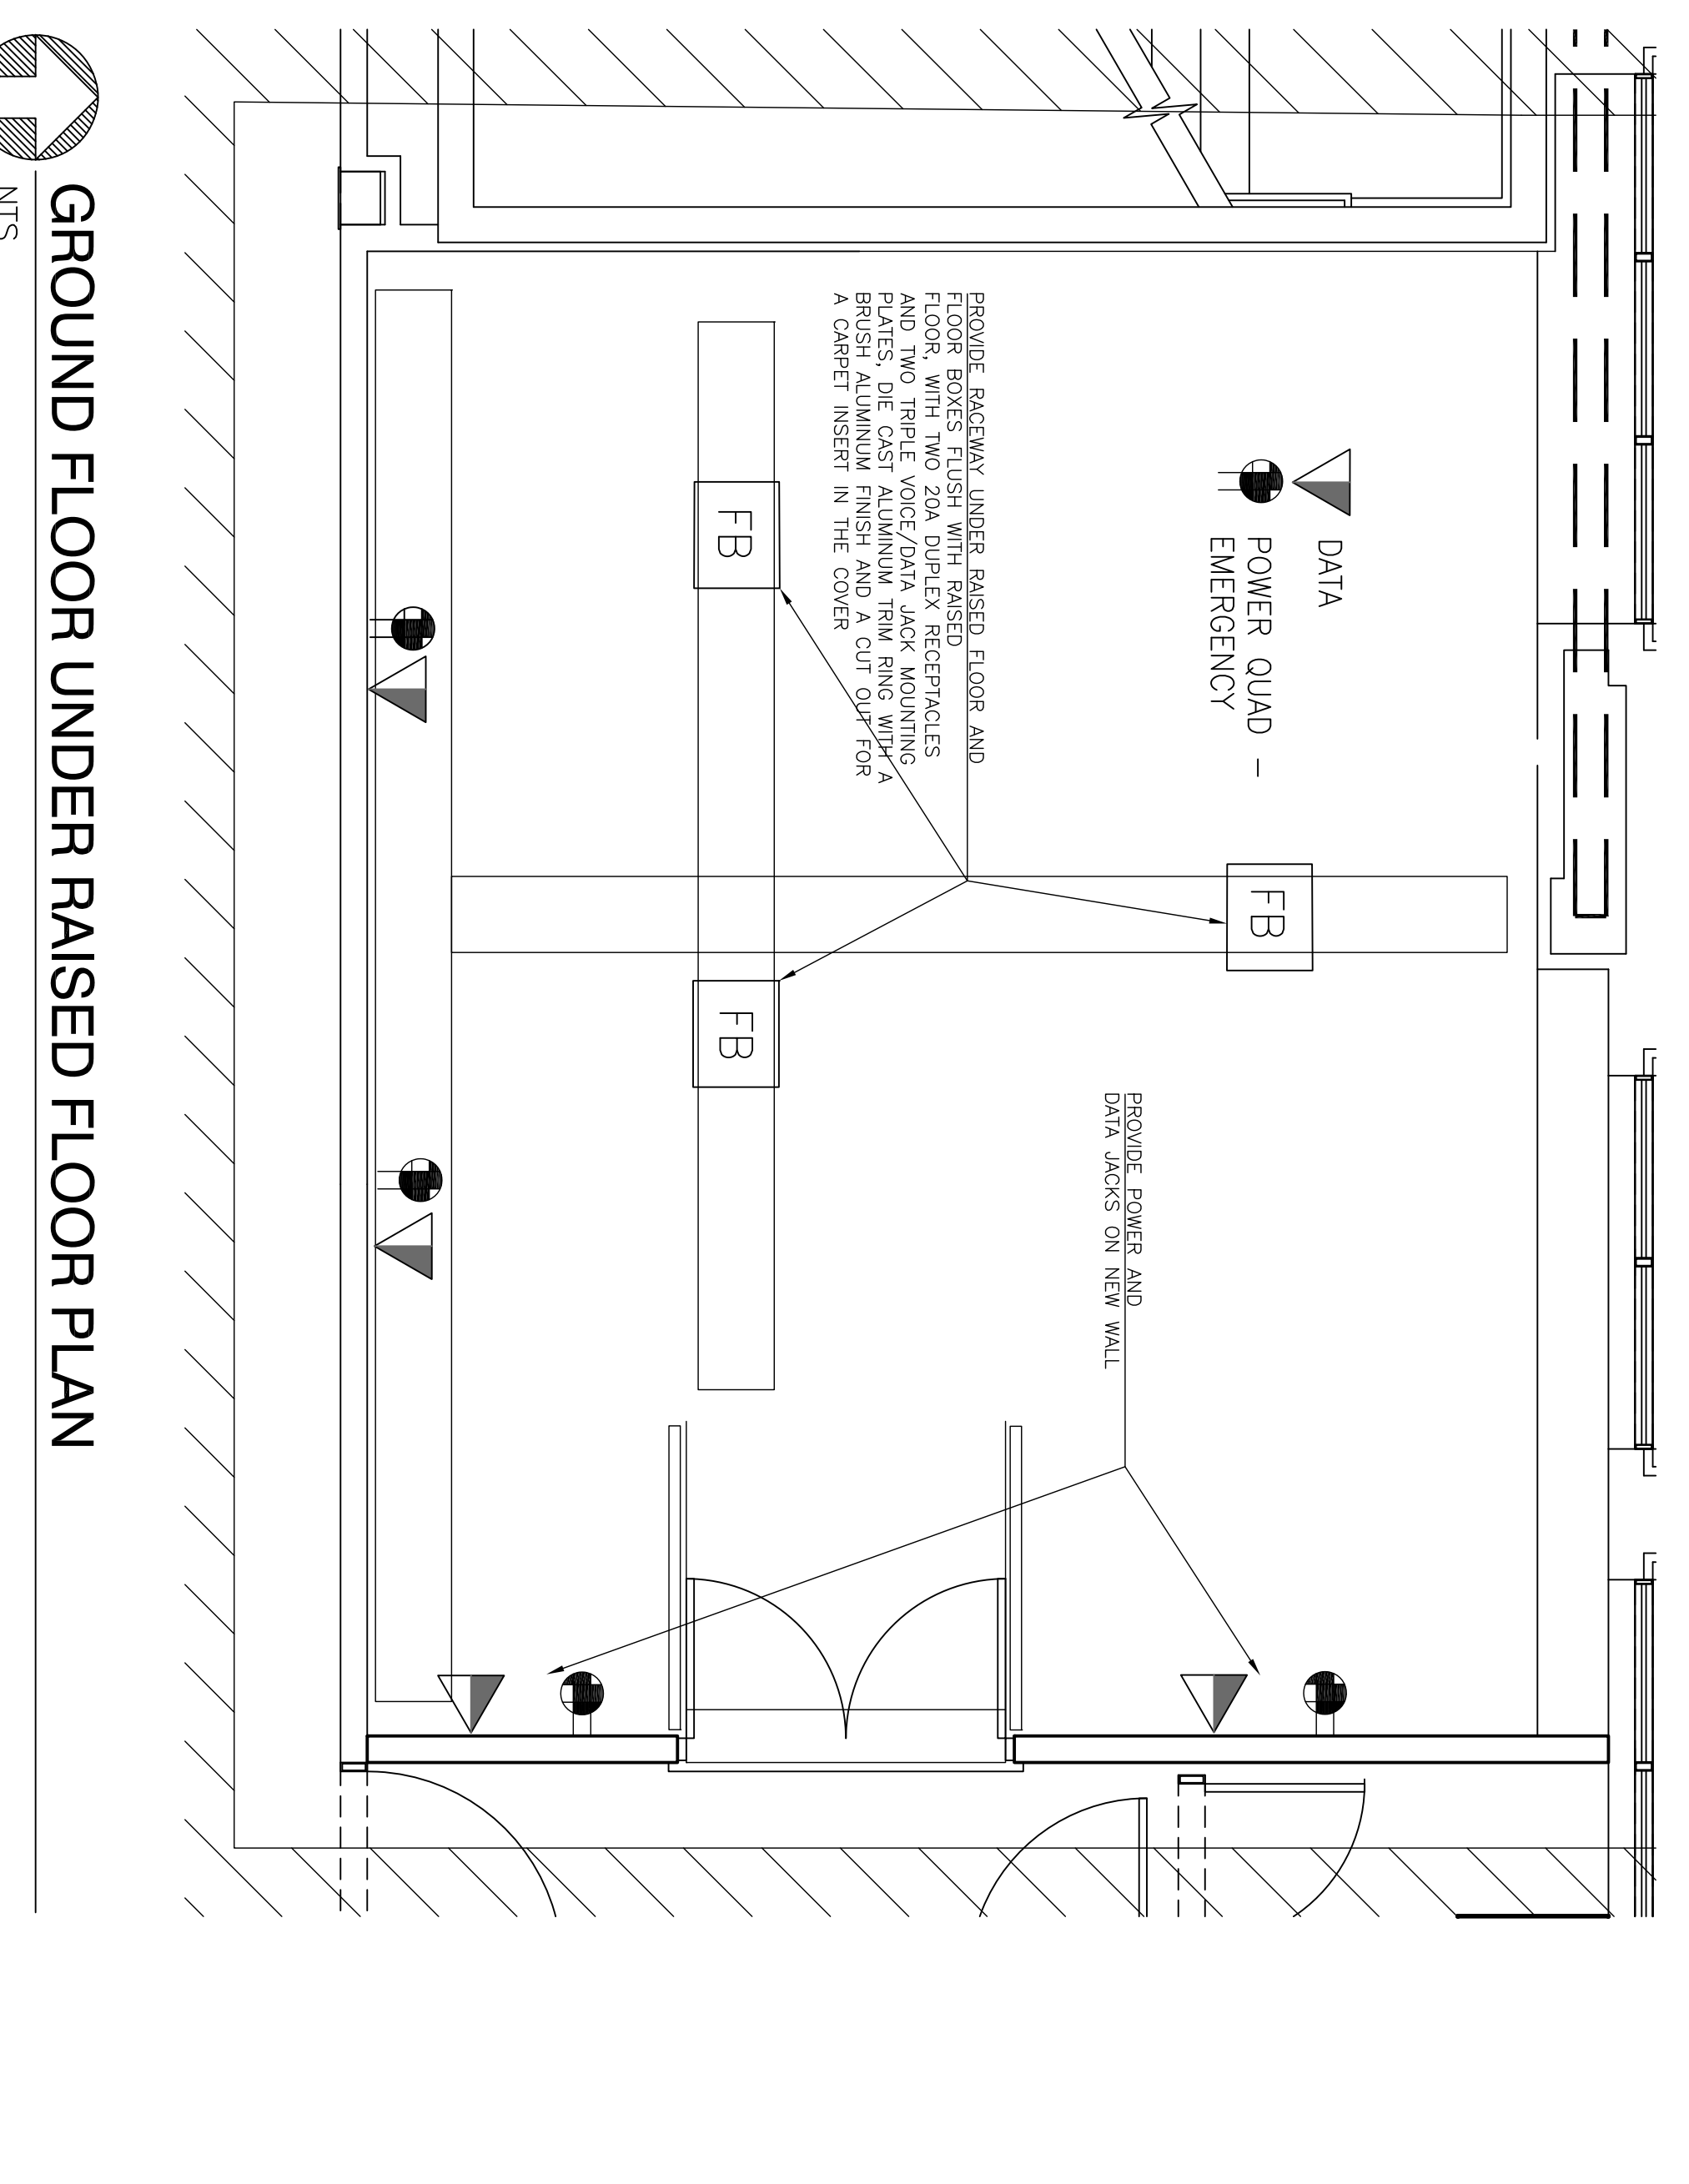 DATA
POWER QUAD -
EMERGENCY
PROVIDE RACEWAY UNDER RAISED FLOOR AND
FLOOR BOXES FLUSH WITH RAISED
FLOOR, WITH TWO 20A DUPLEX RECEPTACLES
AND TWO TRIPLE VOICE/DATA JACK MOUNTING
PLATES, DIE CAST ALUMINUM TRIM RING WITH A
BRUSH ALUMINUM FINISH AND A CUT OUT FOR
A CARPET INSERT IN THE COVER
FB
FB
FB
PROVIDE POWER AND
DATA JACKS ON NEW WALL
GROUND FLOOR UNDER RAISED FLOOR PLAN
NTS